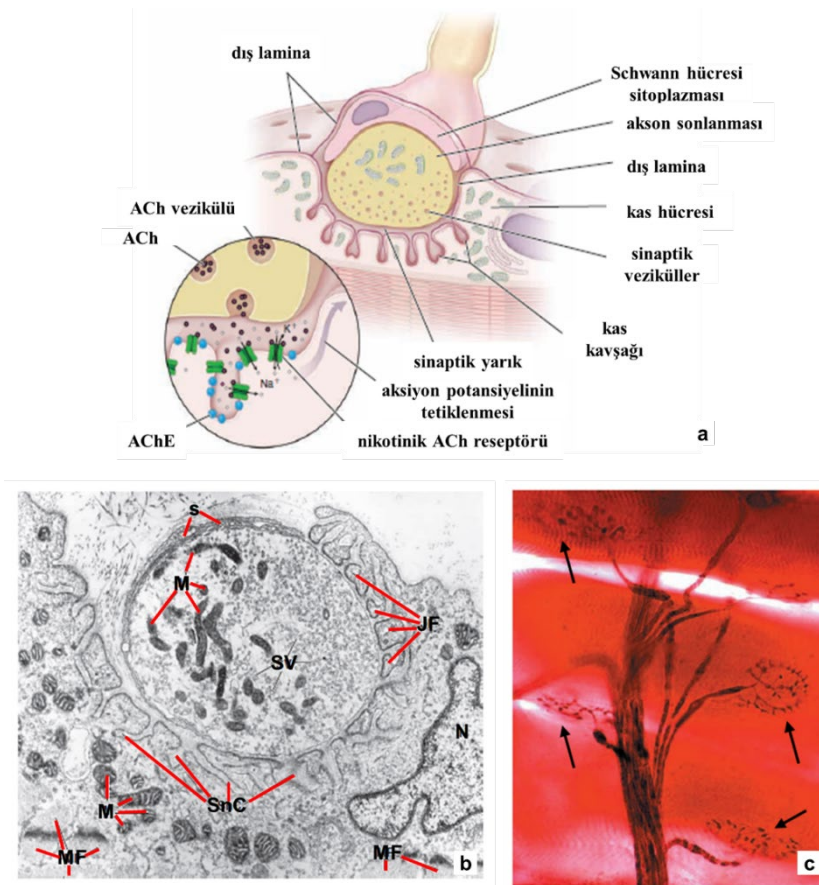 dış lamina
Schwann hücresi
sitoplazması
akson sonlanması
dış lamina
kas hücresi
sinaptik
veziküller
kas
kavşağı
ACh vezikülü
ACh
K+
Na+
AChE
sinaptik yarık
aksiyon potansiyelinin
tetiklenmesi
nikotinik ACh reseptörü
a
s
M
JF
SV
N
SnC
M
MF
MF
b
c